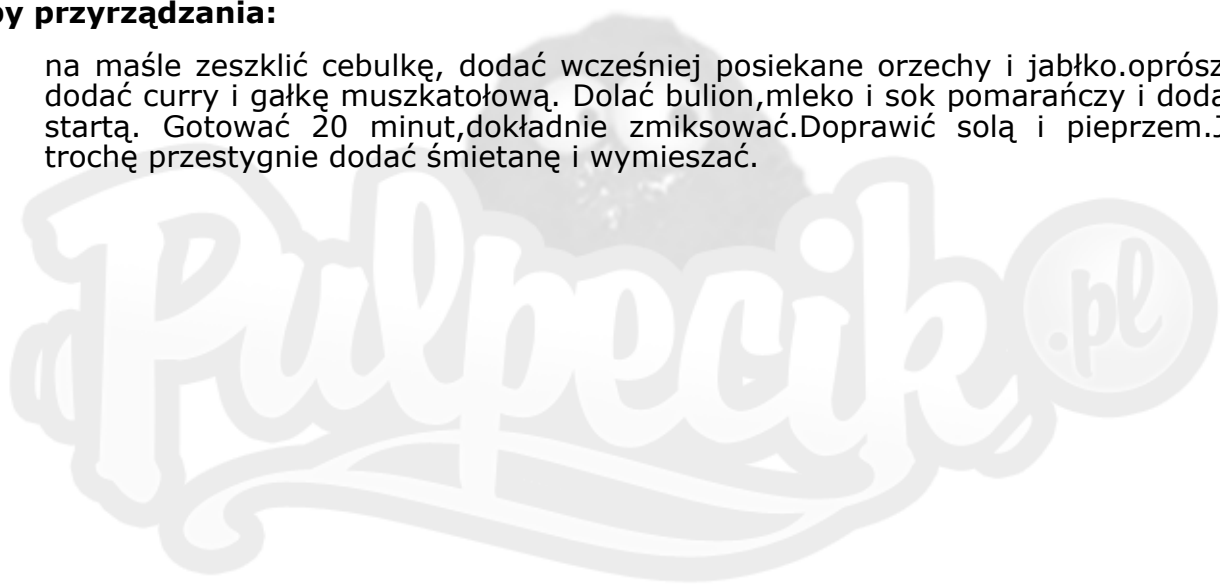 by przyrządzania:
na maśle zeszklić cebulkę, dodać wcześniej posiekane orzechy i jabłko.oprósz
dodać curry i gałkę muszkatołową. Dolać bulion,mleko i sok pomarańczy i doda
startą. Gotować 20 minut,dokładnie zmiksować.Doprawić solą i pieprzem.J
trochę przestygnie dodać śmietanę i wymieszać.
Pulpecik .pl